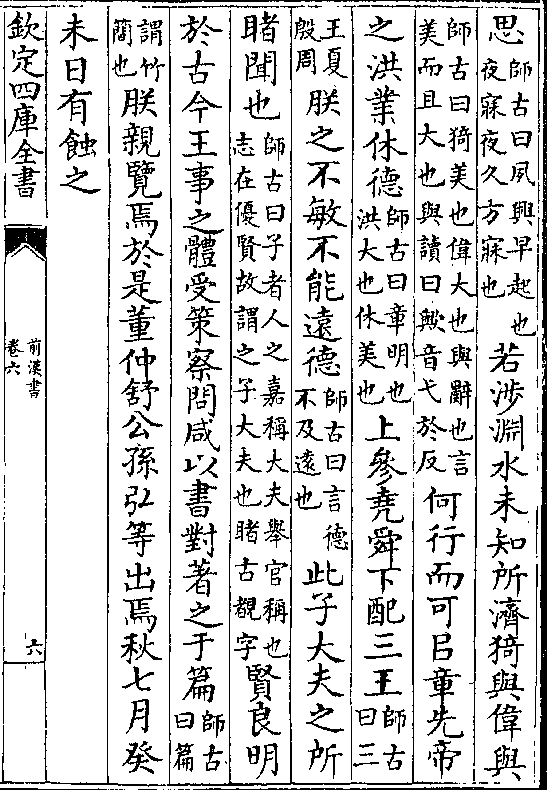 思師古曰夙興早起也夜寐夜久方寐也若涉淵水未知所濟猗與偉與
師古曰猗美也偉大也與辭也言美而且大也與讀曰歟音弋於反何行而可㠯章先帝
之洪業休德師古曰章明也洪大也休美也上參堯舜下配三王師古曰三
王夏殷周朕之不敏不能遠德師古曰言德不及遠也此子大夫之所
睹聞也師古曰子者人之嘉稱大夫舉官稱也志在優賢故謂之子大夫也睹古覩字賢良明
於古今王事之體受策察問咸以書對著之于篇師古曰篇
謂竹簡也朕親覽焉於是董仲舒公孫弘等出焉秋七月癸
未日有蝕之
欽定四庫全書
前漢書
卷六
六